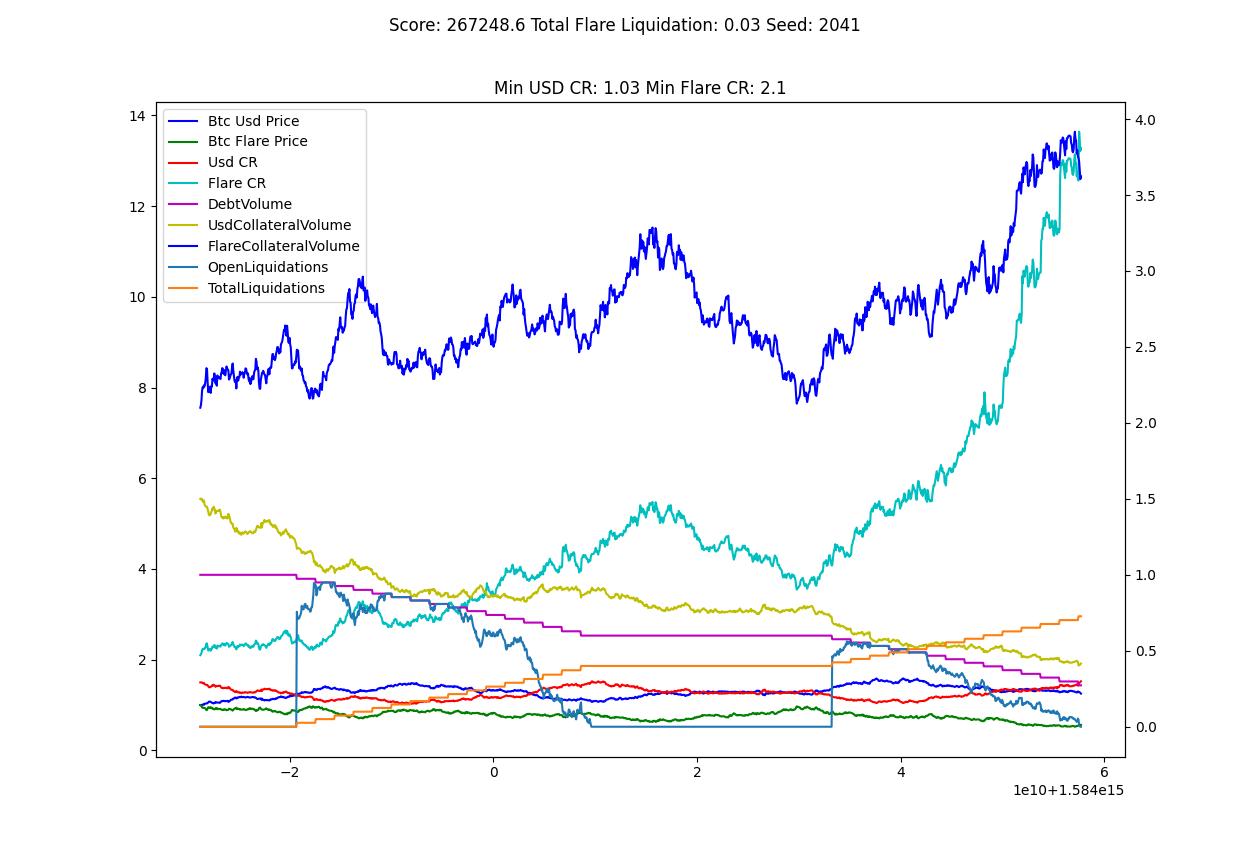 Score: 267248.6 Total Flare Liquidation: 0.03 Seed: 2041
Min USD CR: 1.03 Min Flare CR: 2.1
Btc Usd Price
Btc Flare Price
Usd CR
Flare CR
DebtVolume
UsdCollateralVolume
FlareCollateralVolume
OpenLiquidations
TotalLiquidations
14
12
10
8
6
4
2
0
4.0
3.5
3.0
2.5
2.0
1.5
1.0
0.5
0.0
−2 0 2 4 6
1e10+1.584e15